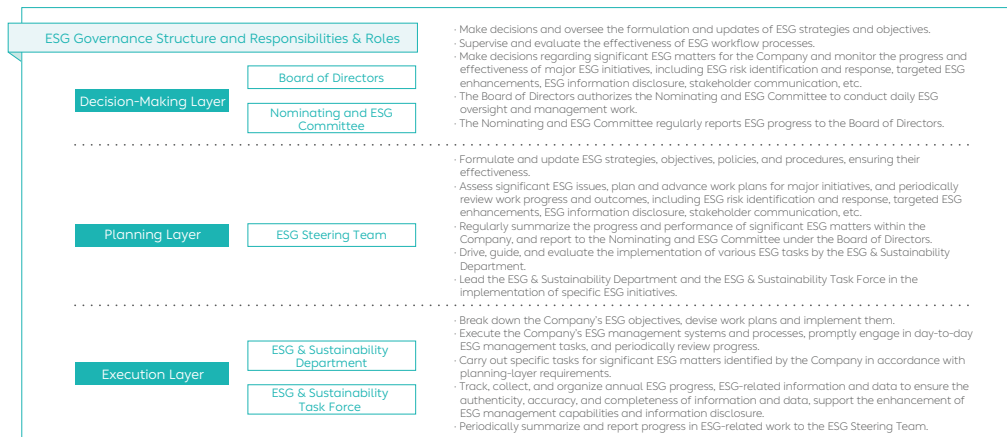 ESG Governance Structure and Responsibilities & Roles
Decision-Making Layer
Board of Directors
Nominating and ESG
Committee
· Make decisions and oversee the formulation and updates of ESG strategies and objectives.
· Supervise and evaluate the effectiveness of ESG workflow processes.
· Make decisions regarding significant ESG matters for the Company and monitor the progress and
effectiveness of major ESG initiatives, including ESG risk identification and response, targeted ESG
enhancements, ESG information disclosure, stakeholder communication, etc.
· The Board of Directors authorizes the Nominating and ESG Committee to conduct daily ESG
oversight and management work.
· The Nominating and ESG Committee regularly reports ESG progress to the Board of Directors.
Planning Layer
ESG Steering Team
· Formulate and update ESG strategies, objectives, policies, and procedures, ensuring their
effectiveness.
· Assess significant ESG issues, plan and advance work plans for major initiatives, and periodically
review work progress and outcomes, including ESG risk identification and response, targeted ESG
enhancements, ESG information disclosure, stakeholder communication, etc.
· Regularly summarize the progress and performance of significant ESG matters within the
Company, and report to the Nominating and ESG Committee under the Board of Directors.
· Drive, guide, and evaluate the implementation of various ESG tasks by the ESG & Sustainability
Department.
· Lead the ESG & Sustainability Department and the ESG & Sustainability Task Force in the
implementation of specific ESG initiatives.
Execution Layer
ESG & Sustainability
Department
ESG & Sustainability
Task Force
· Break down the Company's ESG objectives, devise work plans and implement them.
· Execute the Company's ESG management systems and processes, promptly engage in day-to-day
ESG management tasks, and periodically review progress.
· Carry out specific tasks for significant ESG matters identified by the Company in accordance with
planning-layer requirements.
· Track, collect, and organize annual ESG progress, ESG-related information and data to ensure the
authenticity, accuracy, and completeness of information and data, support the enhancement of
ESG management capabilities and information disclosure.
· Periodically summarize and report progress in ESG-related work to the ESG Steering Team.